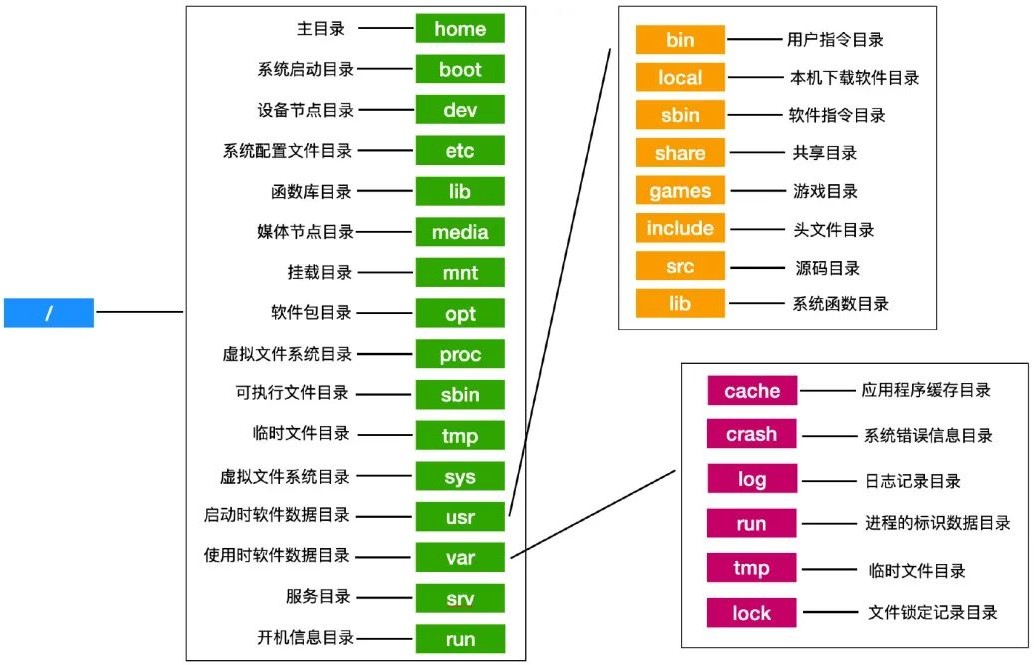 /
主目录 home
系统启动目录 boot
设备节点目录 dev
系统配置文件目录 etc
函数库目录 lib
媒体节点目录 media
挂载目录 mnt
软件包目录 opt
虚拟文件系统目录 proc
可执行文件目录 sbin
临时文件目录 tmp
虚拟文件系统目录 sys
启动时软件数据目录 usr
使用时软件数据目录 var
服务目录 srv
开机信息目录 run
bin 用户指令目录
local 本机下载软件目录
sbin 软件指令目录
share 共享目录
games 游戏目录
include 头文件目录
src 源码目录
lib 系统函数目录
cache 应用程序缓存目录
crash 系统错误信息目录
log 日志记录目录
run 进程的标识数据目录
tmp 临时文件目录
lock 文件锁定记录目录